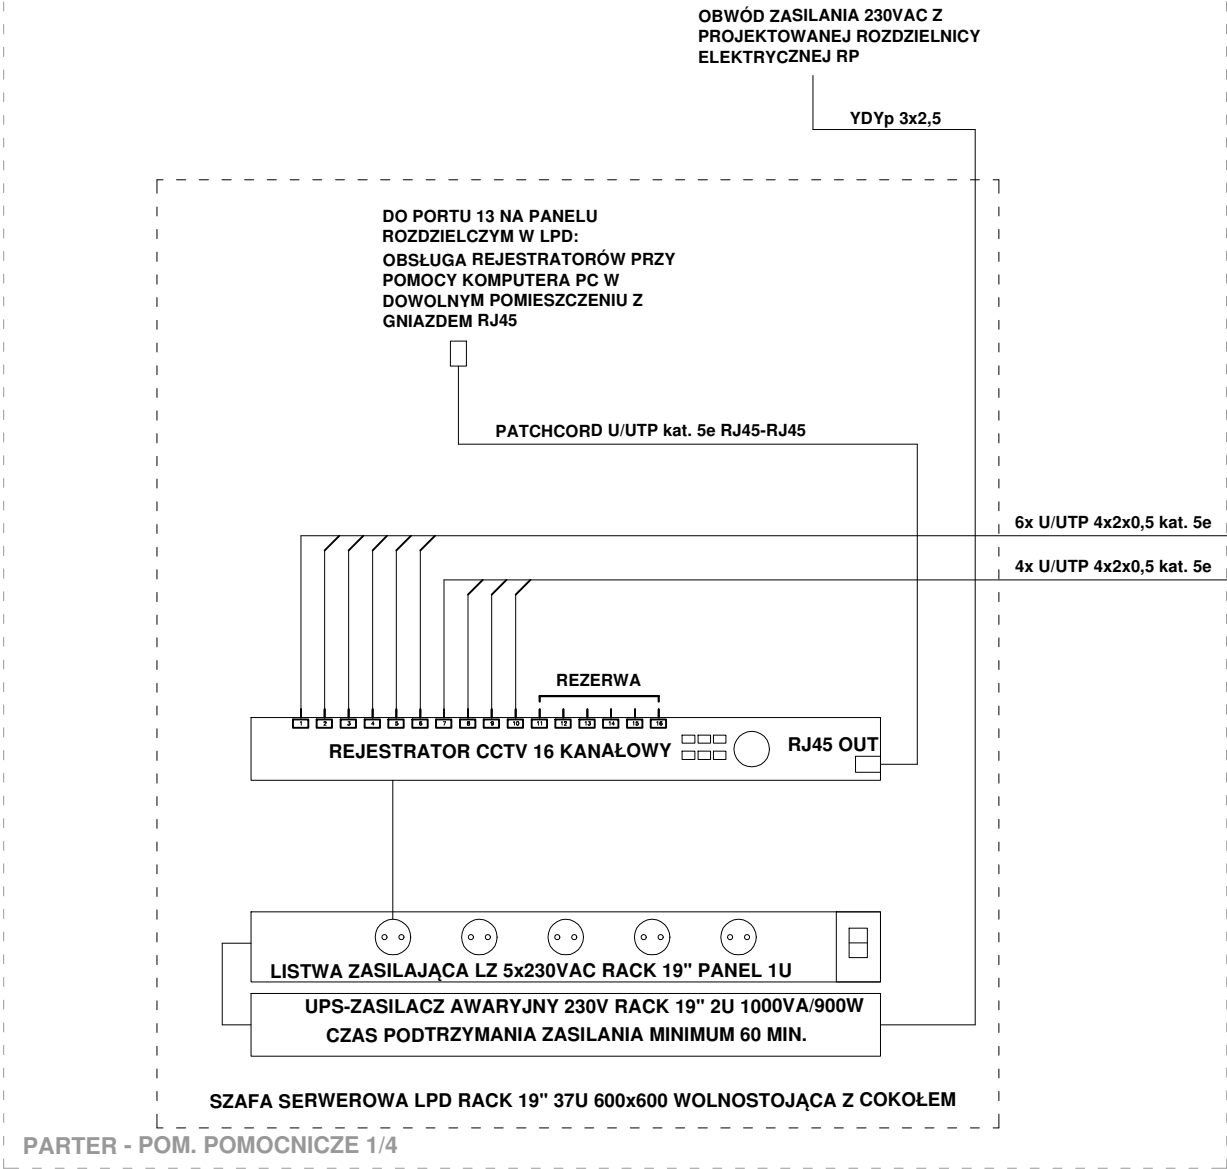 OBWÓD ZASILANIA 230VAC Z
PROJEKTOWANEJ ROZDZIELNICY
ELEKTRYCZNEJ RP
YDYp 3x2,5
DO PORTU 13 NA PANELU
ROZDZIELCZYM W LPD:
OBSŁUGA REJESTRATORÓW PRZY
POMOCY KOMPUTERA PC W
DOWOLNYM POMIESZCZENIU Z
GNIAZDEM RJ45
PATCHCORD U/UTP kat. 5e RJ45-RJ45
6x U/UTP 4x2x0,5 kat. 5e
4x U/UTP 4x2x0,5 kat. 5e
REZERWA
1 2 3 4 5 6 7 8 9 10 11 12 13 14 15 16
REJESTRATOR CCTV 16 KANAŁOWY
RJ45 OUT
LISTWA ZASILAJĄCA LZ 5x230VAC RACK 19" PANEL 1U
UPS-ZASILACZ AWARYJNY 230V RACK 19" 2U 1000VA/900W
CZAS PODTRZYMANIA ZASILANIA MINIMUM 60 MIN.
SZAFA SERWEROWA LPD RACK 19" 37U 600x600 WOLNOSTOJĄCA Z COKOŁEM
PARTER - POM. POMOCNICZE 1/4